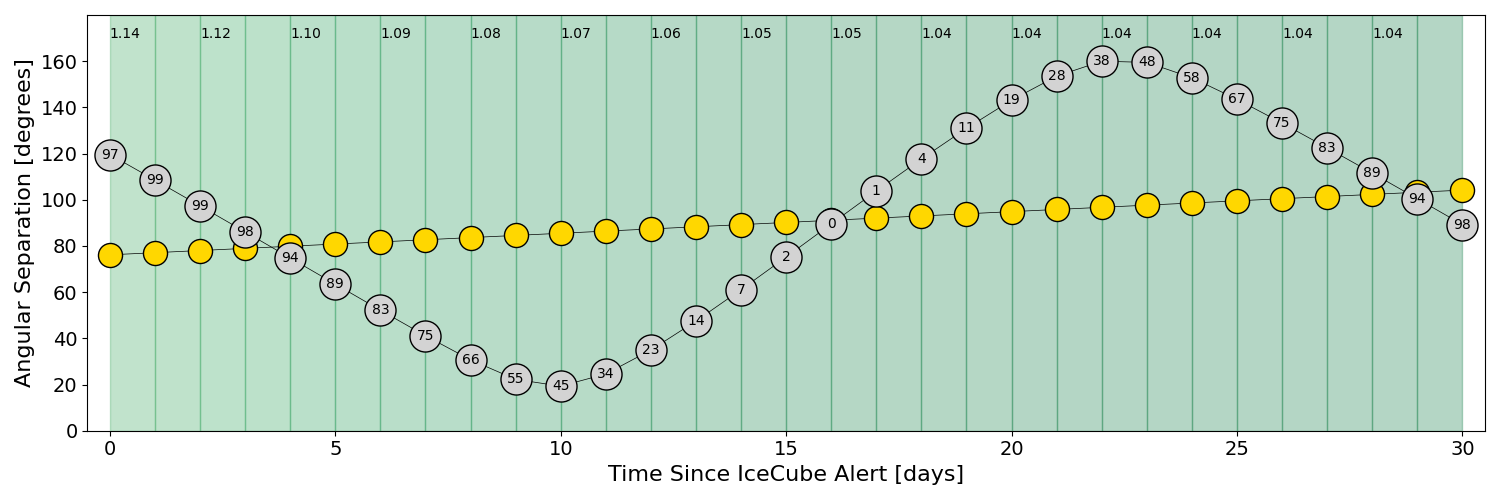 1.14 1.12 1.10 1.09 1.08 1.07 1.06 1.05 1.05 1.04 1.04 1.04 1.04 1.04 1.04
Angular Separation [degrees]
160
140
120
100
80
60
40
20
0
97 99 99 98 94 89 83 75 66 55 45 34 23 14 7 2 0 1 4 11 19 28 38 48 58 67 75 83 89 94 98
0 5 10 15 20 25 30
Time Since IceCube Alert [days]